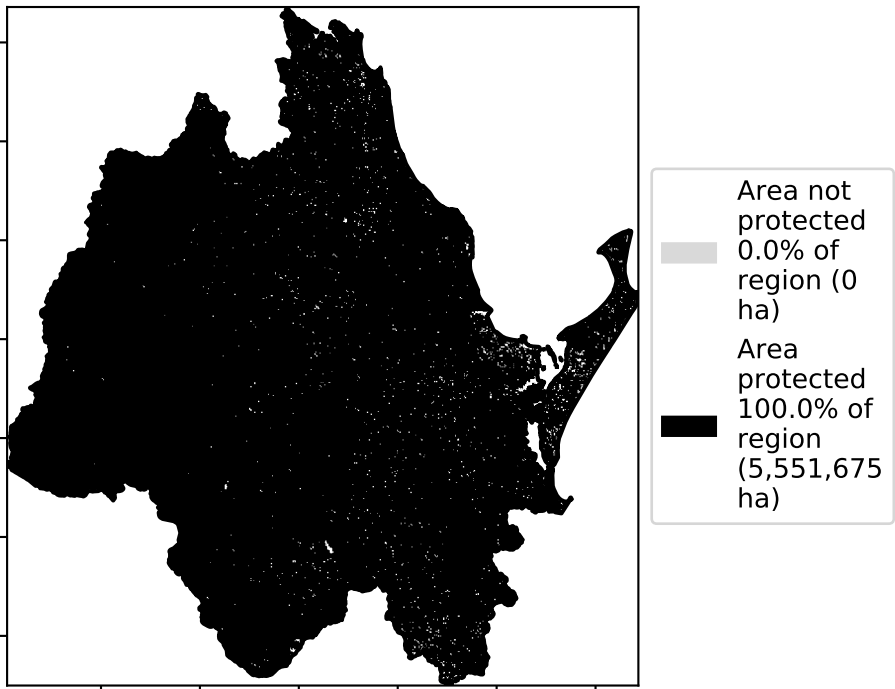 Area not
protected
0.0% of
region (0
ha)
Area
protected
100.0% of
region
(5,551,675
ha)